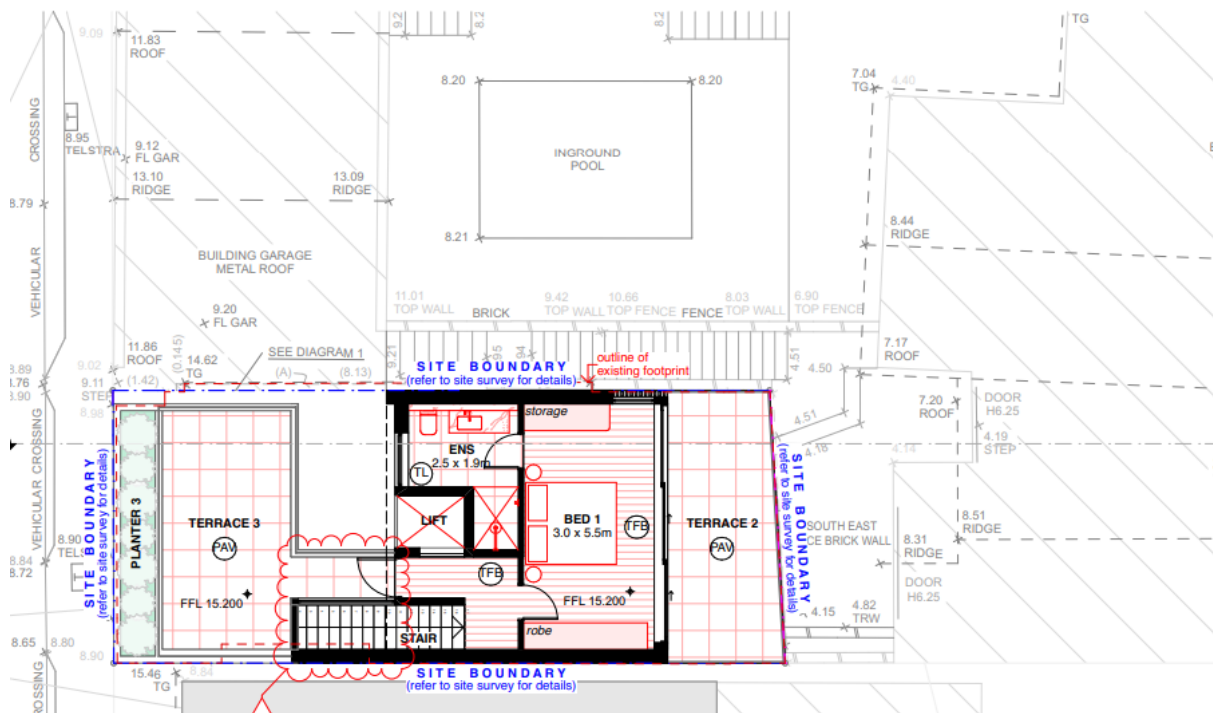 TG
9.09
11.83
ROOF
9.2
8.2
8.2
7.04
TG
4.40
8.20
8.20
CROSSING
8.95
TELSTRA
9.12
FL GAR
13.10
RIDGE
13.09
RIDGE
INGROUND
POOL
8.79
8.44
RIDGE
8.21
VEHICULAR
BUILDING GARAGE
METAL ROOF
9.20
FL GAR
11.01
TOP WALL
BRICK
9.42
TOP WALL
10.66
TOP FENCE
FENCE
8.03
TOP WALL
6.90
TOP FENCE
11.86
ROOF
(0.145)
SEE DIAGRAM 1
9.21
95
94
4.51
7.17
ROOF
8.89
8.76
8.90
9.02
9.11
STEP
8.98
(1.42)
14.62
TG
(A)
(8.13)
SITE BOUNDARY
(refer to site survey for details)
outline of
existing footprint
4.50
7.20
ROOF
DOOR
H6.25
4.19
STEP
4.51
4.18
4.14
storage
ENS
2.5 x 1.9m
TL
LIFT
BED 1
3.0 x 5.5m
TFB
TFB
FFL 15.200
robe
STAIR
TERRACE 3
PAV
FFL 15.200
PLANTER 3
TERRACE 2
PAV
SITE BOUNDARY
(refer to site survey for details)
SITE BOUNDARY
(refer to site survey for details)
VEHICULAR CROSSING
8.90
TELS
8.84
8.72
SOUTH EAST
CE BRICK WALL
8.51
RIDGE
8.31
RIDGE
DOOR
H6.25
4.15
4.82
TRW
8.65
8.80
8.90
15.46
TG
8.84
SITE BOUNDARY
(refer to site survey for details)
ROSSING